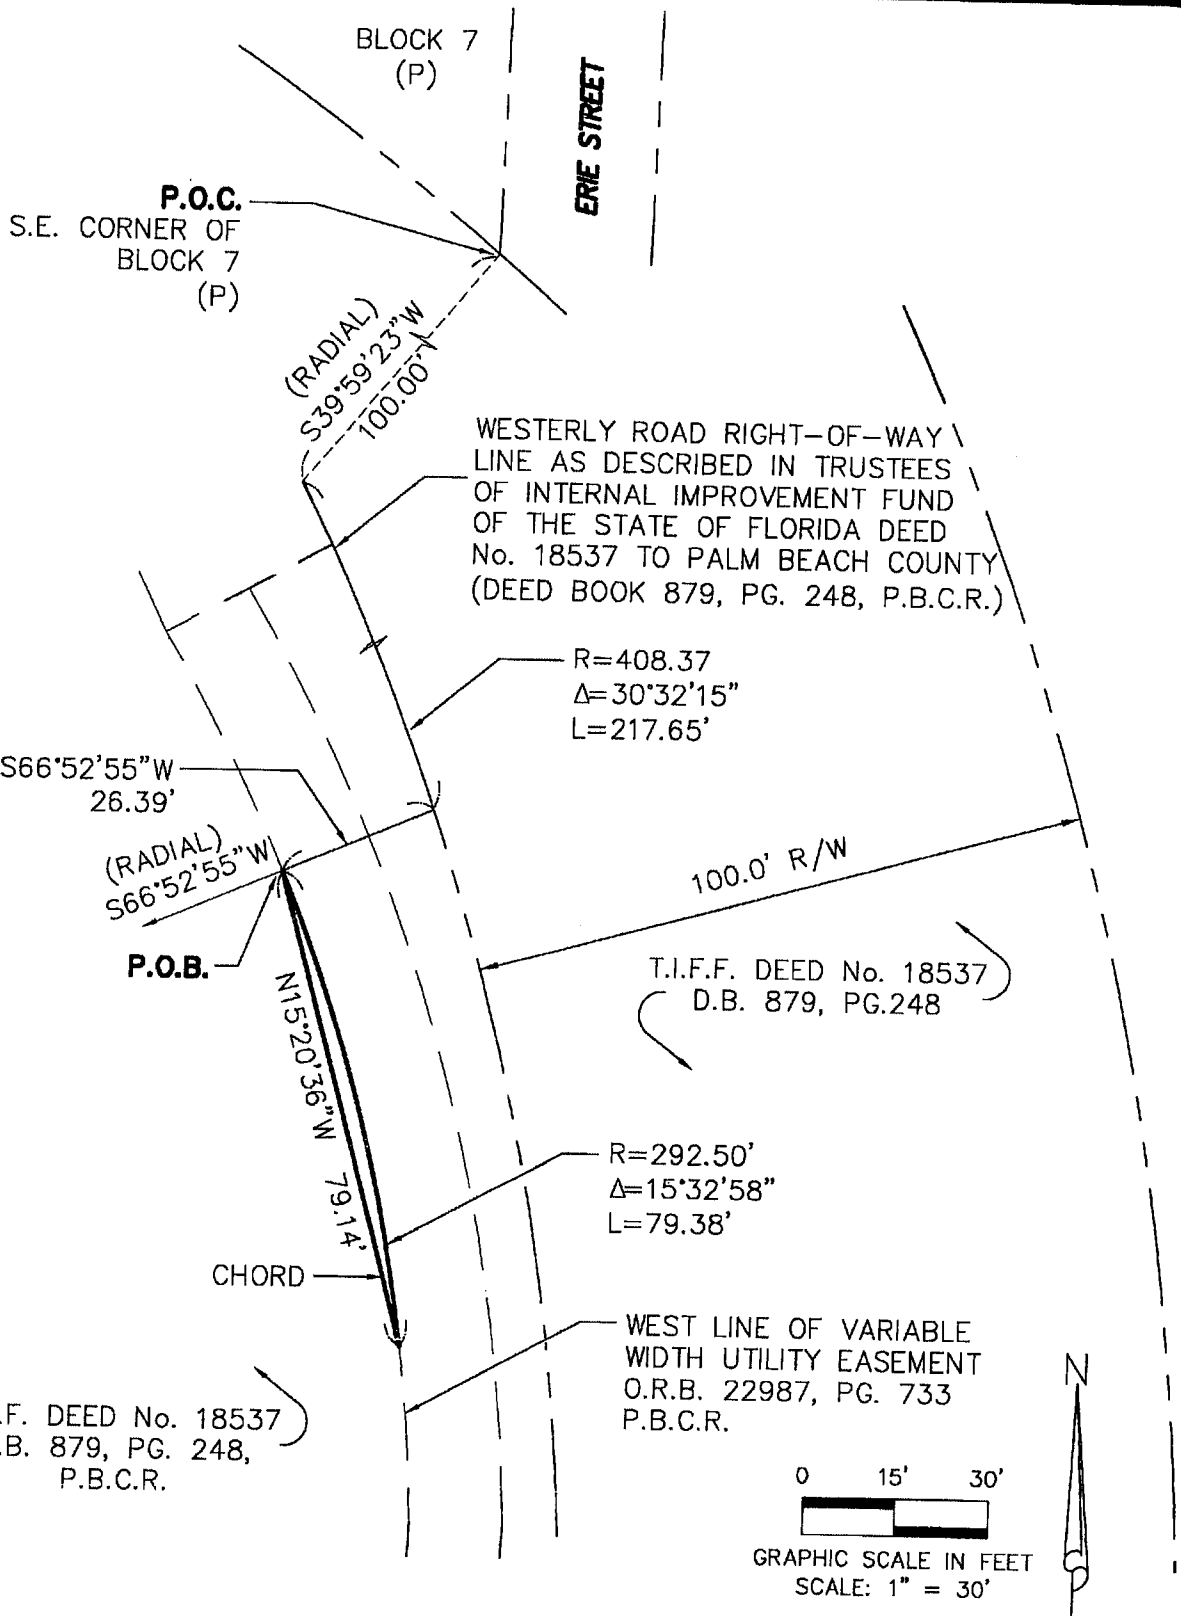 BLOCK 7
(P)
ERIE STREET
P.O.C.
S.E. CORNER OF
BLOCK 7
(P)
(RADIAL)
S39°59'23"W
100.00'
WESTERLY ROAD RIGHT-OF-WAY
LINE AS DESCRIBED IN TRUSTEES
OF INTERNAL IMPROVEMENT FUND
OF THE STATE OF FLORIDA DEED
No. 18537 TO PALM BEACH COUNTY
(DEED BOOK 879, PG. 248, P.B.C.R.)
R=408.37
Δ=30°32'15"
L=217.65'
S66°52'55"W
26.39'
(RADIAL)
S66°52'55"W
P.O.B.
100.0' R/W
T.I.F.F. DEED No. 18537
D.B. 879, PG.248
N15°20'36"W 79.14'
R=292.50'
Δ=15°32'58"
L=79.38'
CHORD
WEST LINE OF VARIABLE
WIDTH UTILITY EASEMENT
O.R.B. 22987, PG. 733
P.B.C.R.
.F. DEED No. 18537
.B. 879, PG. 248,
P.B.C.R.
N
0 15' 30'
GRAPHIC SCALE IN FEET
SCALE: 1" = 30'